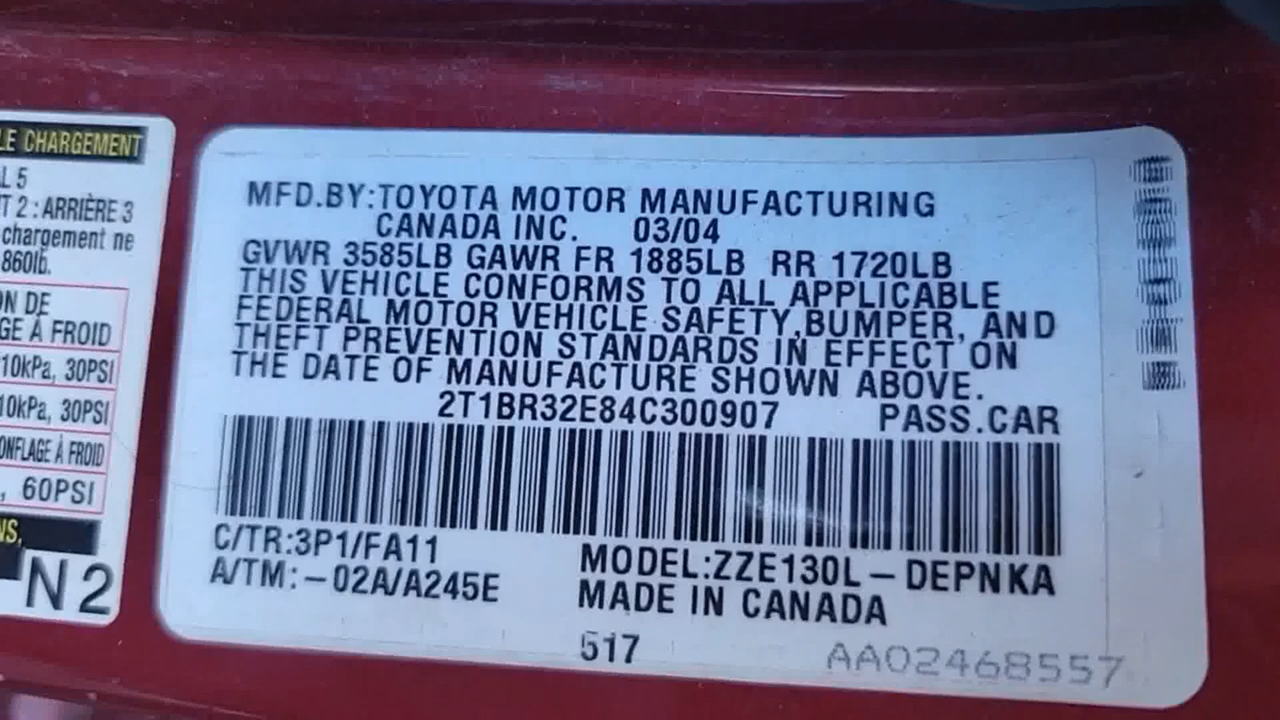 LE CHARGEMENT
L 5
T 2 : ARRIÈRE 3
chargement ne
860lb.
N DE
GE À FROID
10kPa, 30PSI
10kPa, 30PSI
ONFLAGE À FROID
, 60PSI
NS,
N2
MFD.BY:TOYOTA MOTOR MANUFACTURING
CANADA INC. 03/04
GVWR 3585LB GAWR FR 1885LB RR 1720LB
THIS VEHICLE CONFORMS TO ALL APPLICABLE
FEDERAL MOTOR VEHICLE SAFETY,BUMPER, AND
THEFT PREVENTION STANDARDS IN EFFECT ON
THE DATE OF MANUFACTURE SHOWN ABOVE.
2T1BR32E84C300907 PASS.CAR
C/TR:3P1/FA11
A/TM:-02A/A245E
MODEL:ZZE130L-DEPNKA
MADE IN CANADA
517
AA02468557